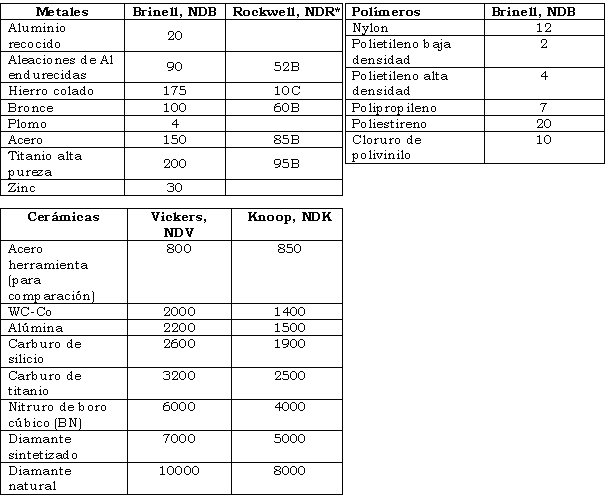 Metales Brinell, NDB Rockwell, NDR*
Aluminio
recocido 20
Aleaciones de Al
endurecidas 90 52B
Hierro colado 175 10C
Bronce 100 60B
Plomo 4
Acero 150 85B
Titanio alta
pureza 200 95B
Zinc 30
Polímeros Brinell, NDB
Nylon 12
Polietileno baja 2
densidad
Polietileno alta 4
densidad
Polipropileno 7
Poliestireno 20
Cloruro de 10
polivinilo
Cerámicas Vickers, Knoop, NDK
NDV
Acero 800 850
herramienta
(para
comparación)
WC-Co 2000 1400
Alúmina 2200 1500
Carburo de 2600 1900
silicio
Carburo de 3200 2500
titanio
Nitruro de boro 6000 4000
cúbico (BN)
Diamante 7000 5000
sintetizado
Diamante 10000 8000
natural